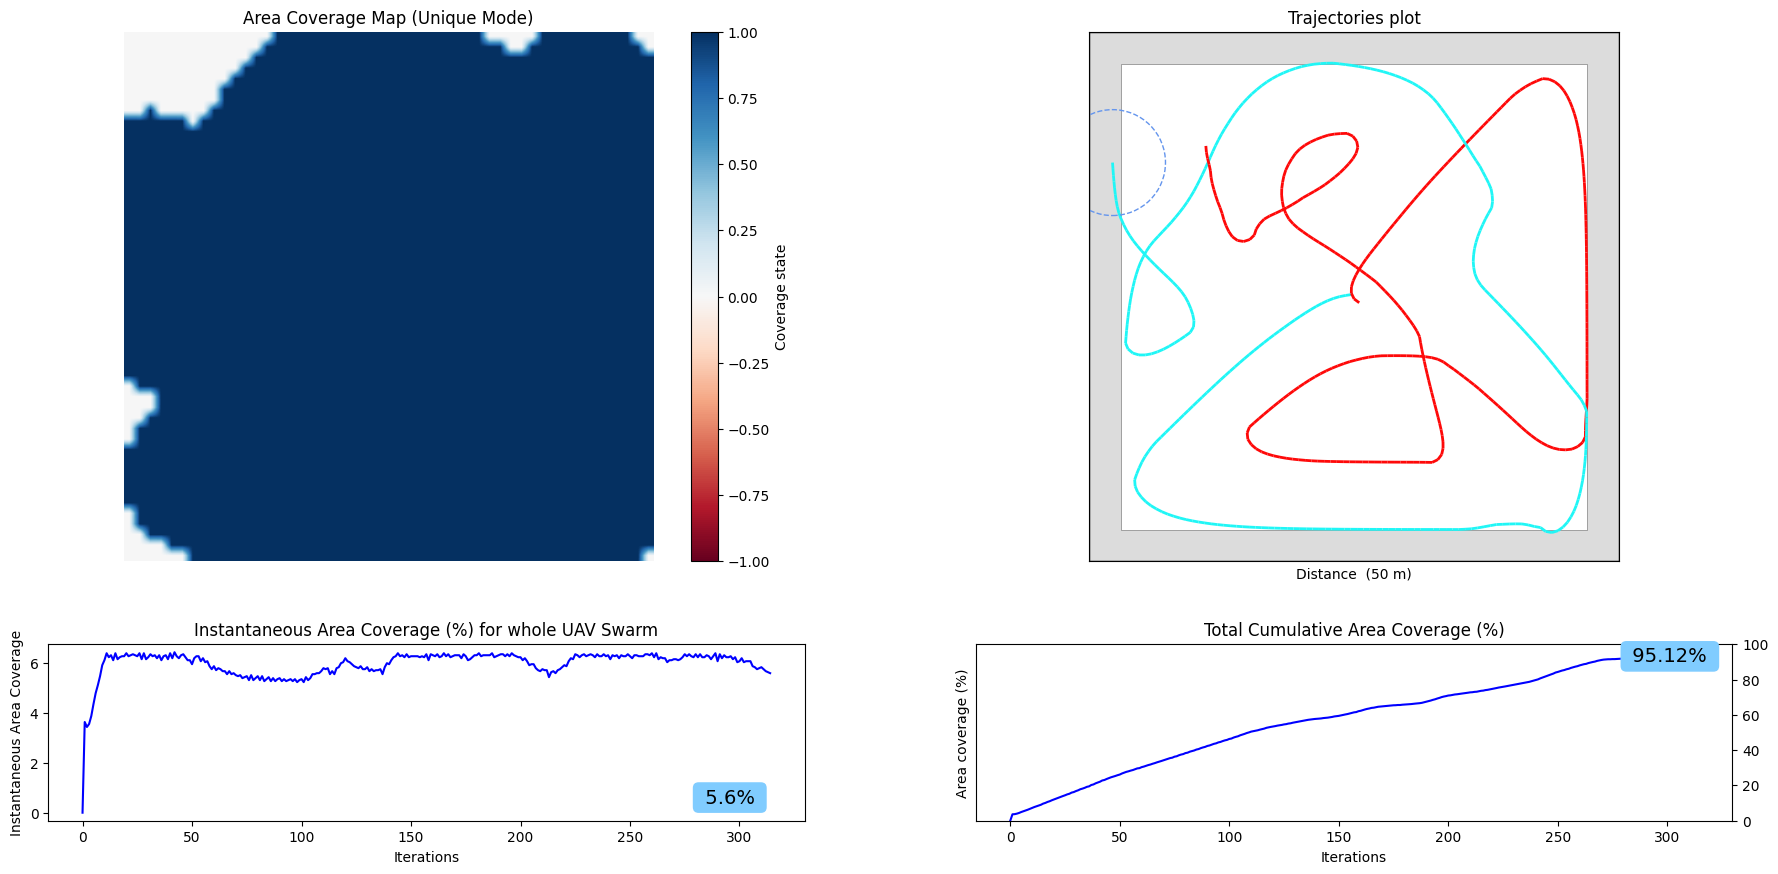 Area Coverage Map (Unique Mode)
1.00
0.75
0.50
0.25
0.00
−0.25
−0.50
−0.75
−1.00
Coverage state
Trajectories plot
Distance  (50 m)
Instantaneous Area Coverage (%) for whole UAV Swarm
Instantaneous Area Coverage
6
4
2
0
5.6%
0 50 100 150 200 250 300
Iterations
Total Cumulative Area Coverage (%)
Area coverage (%)
95.12%
100
80
60
40
20
0
0 50 100 150 200 250 300
Iterations